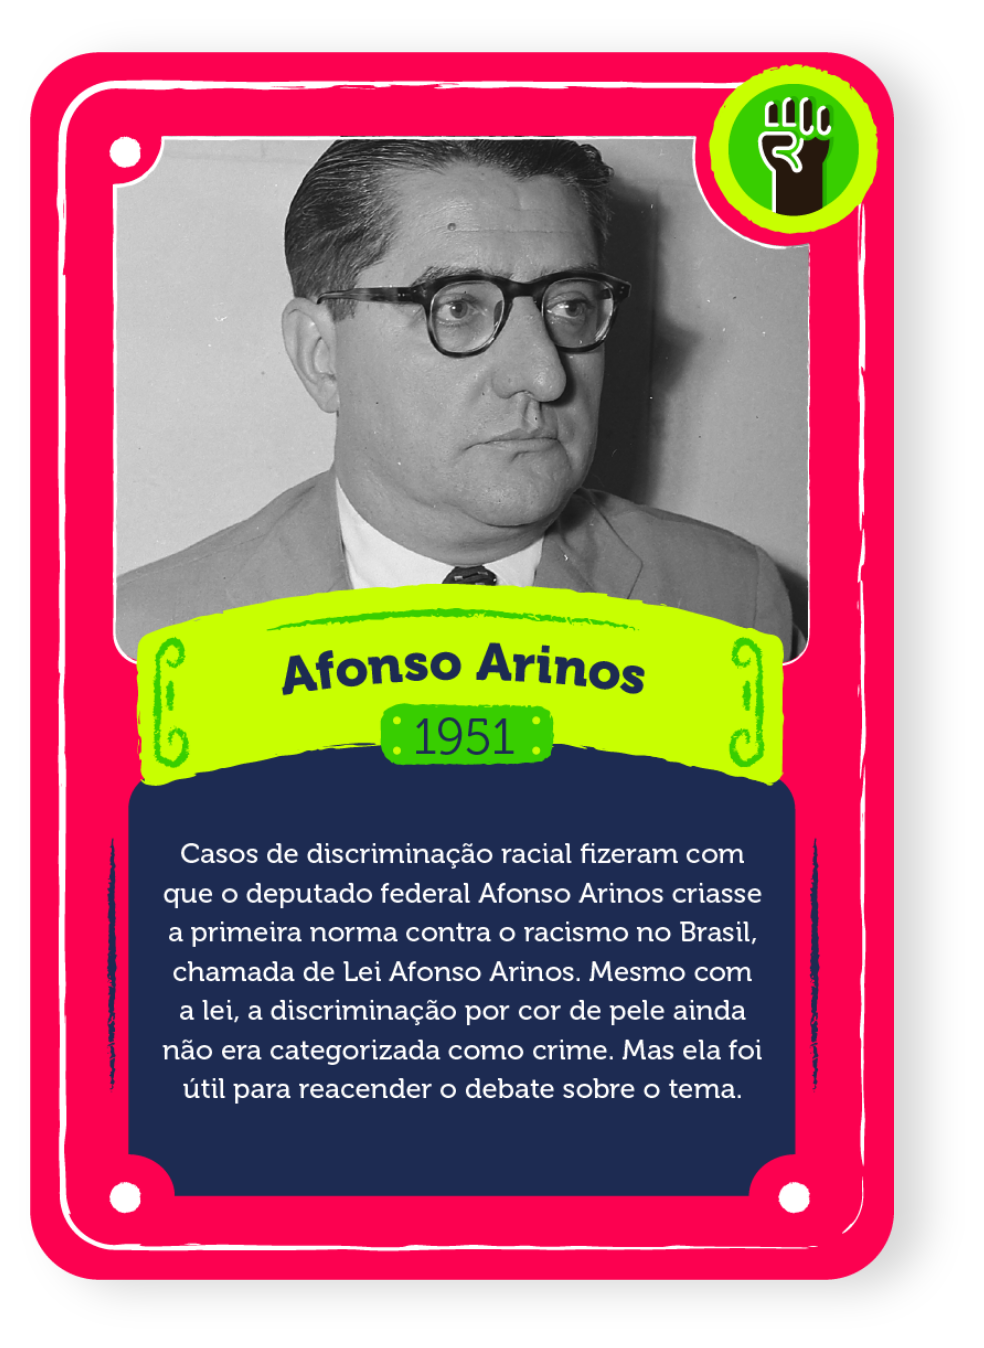 Afonso Arinos
1951
Casos de discriminação racial fizeram com
que o deputado federal Afonso Arinos criasse
a primeira norma contra o racismo no Brasil,
chamada de Lei Afonso Arinos. Mesmo com
a lei, a discriminação por cor de pele ainda
não era categorizada como crime. Mas ela foi
útil para reacender o debate sobre o tema.